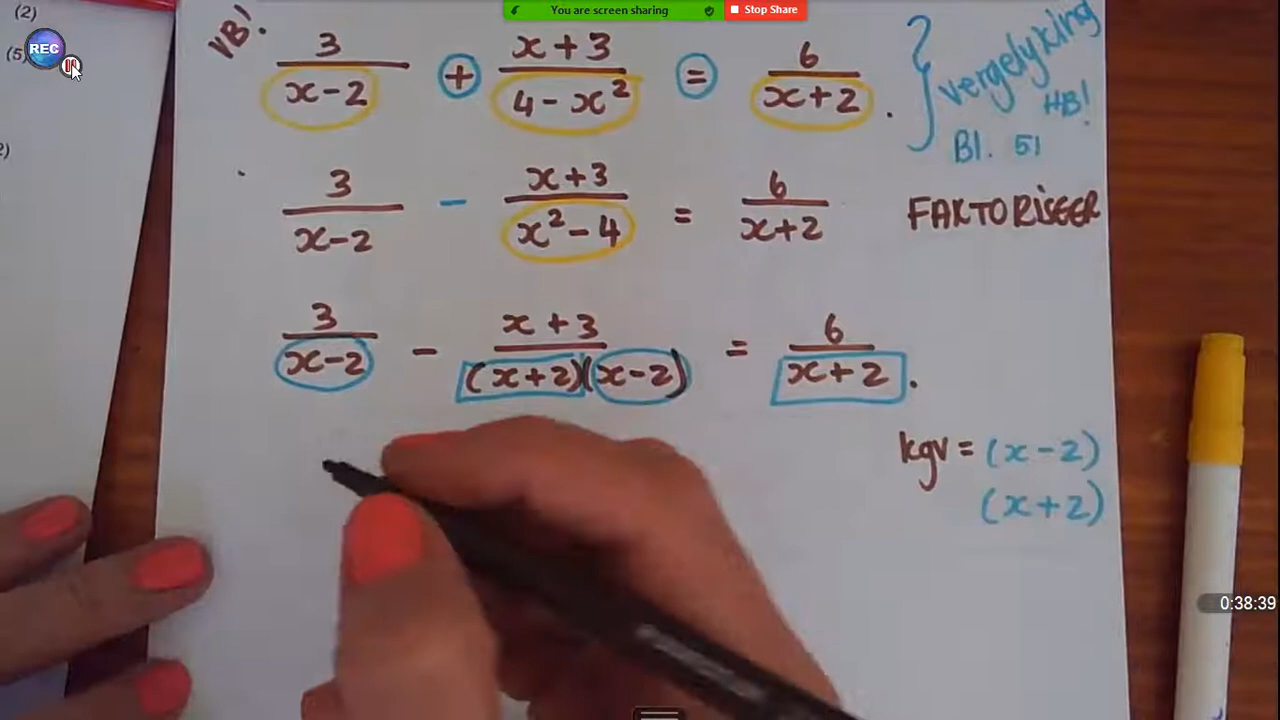 (2)
You are screen sharing
Stop Share
REC
(5)
VB!
3/(x-2) + (x+3)/(4-x²) = 6/(x+2) .
vergelyking
HB!
Bl. 51
3/(x-2) - (x+3)/(x²-4) = 6/(x+2)
FAKTORISEER
3/(x-2) - (x+3)/((x+2)(x-2)) = 6/(x+2) .
kgv = (x-2)
(x+2)
0:38:39